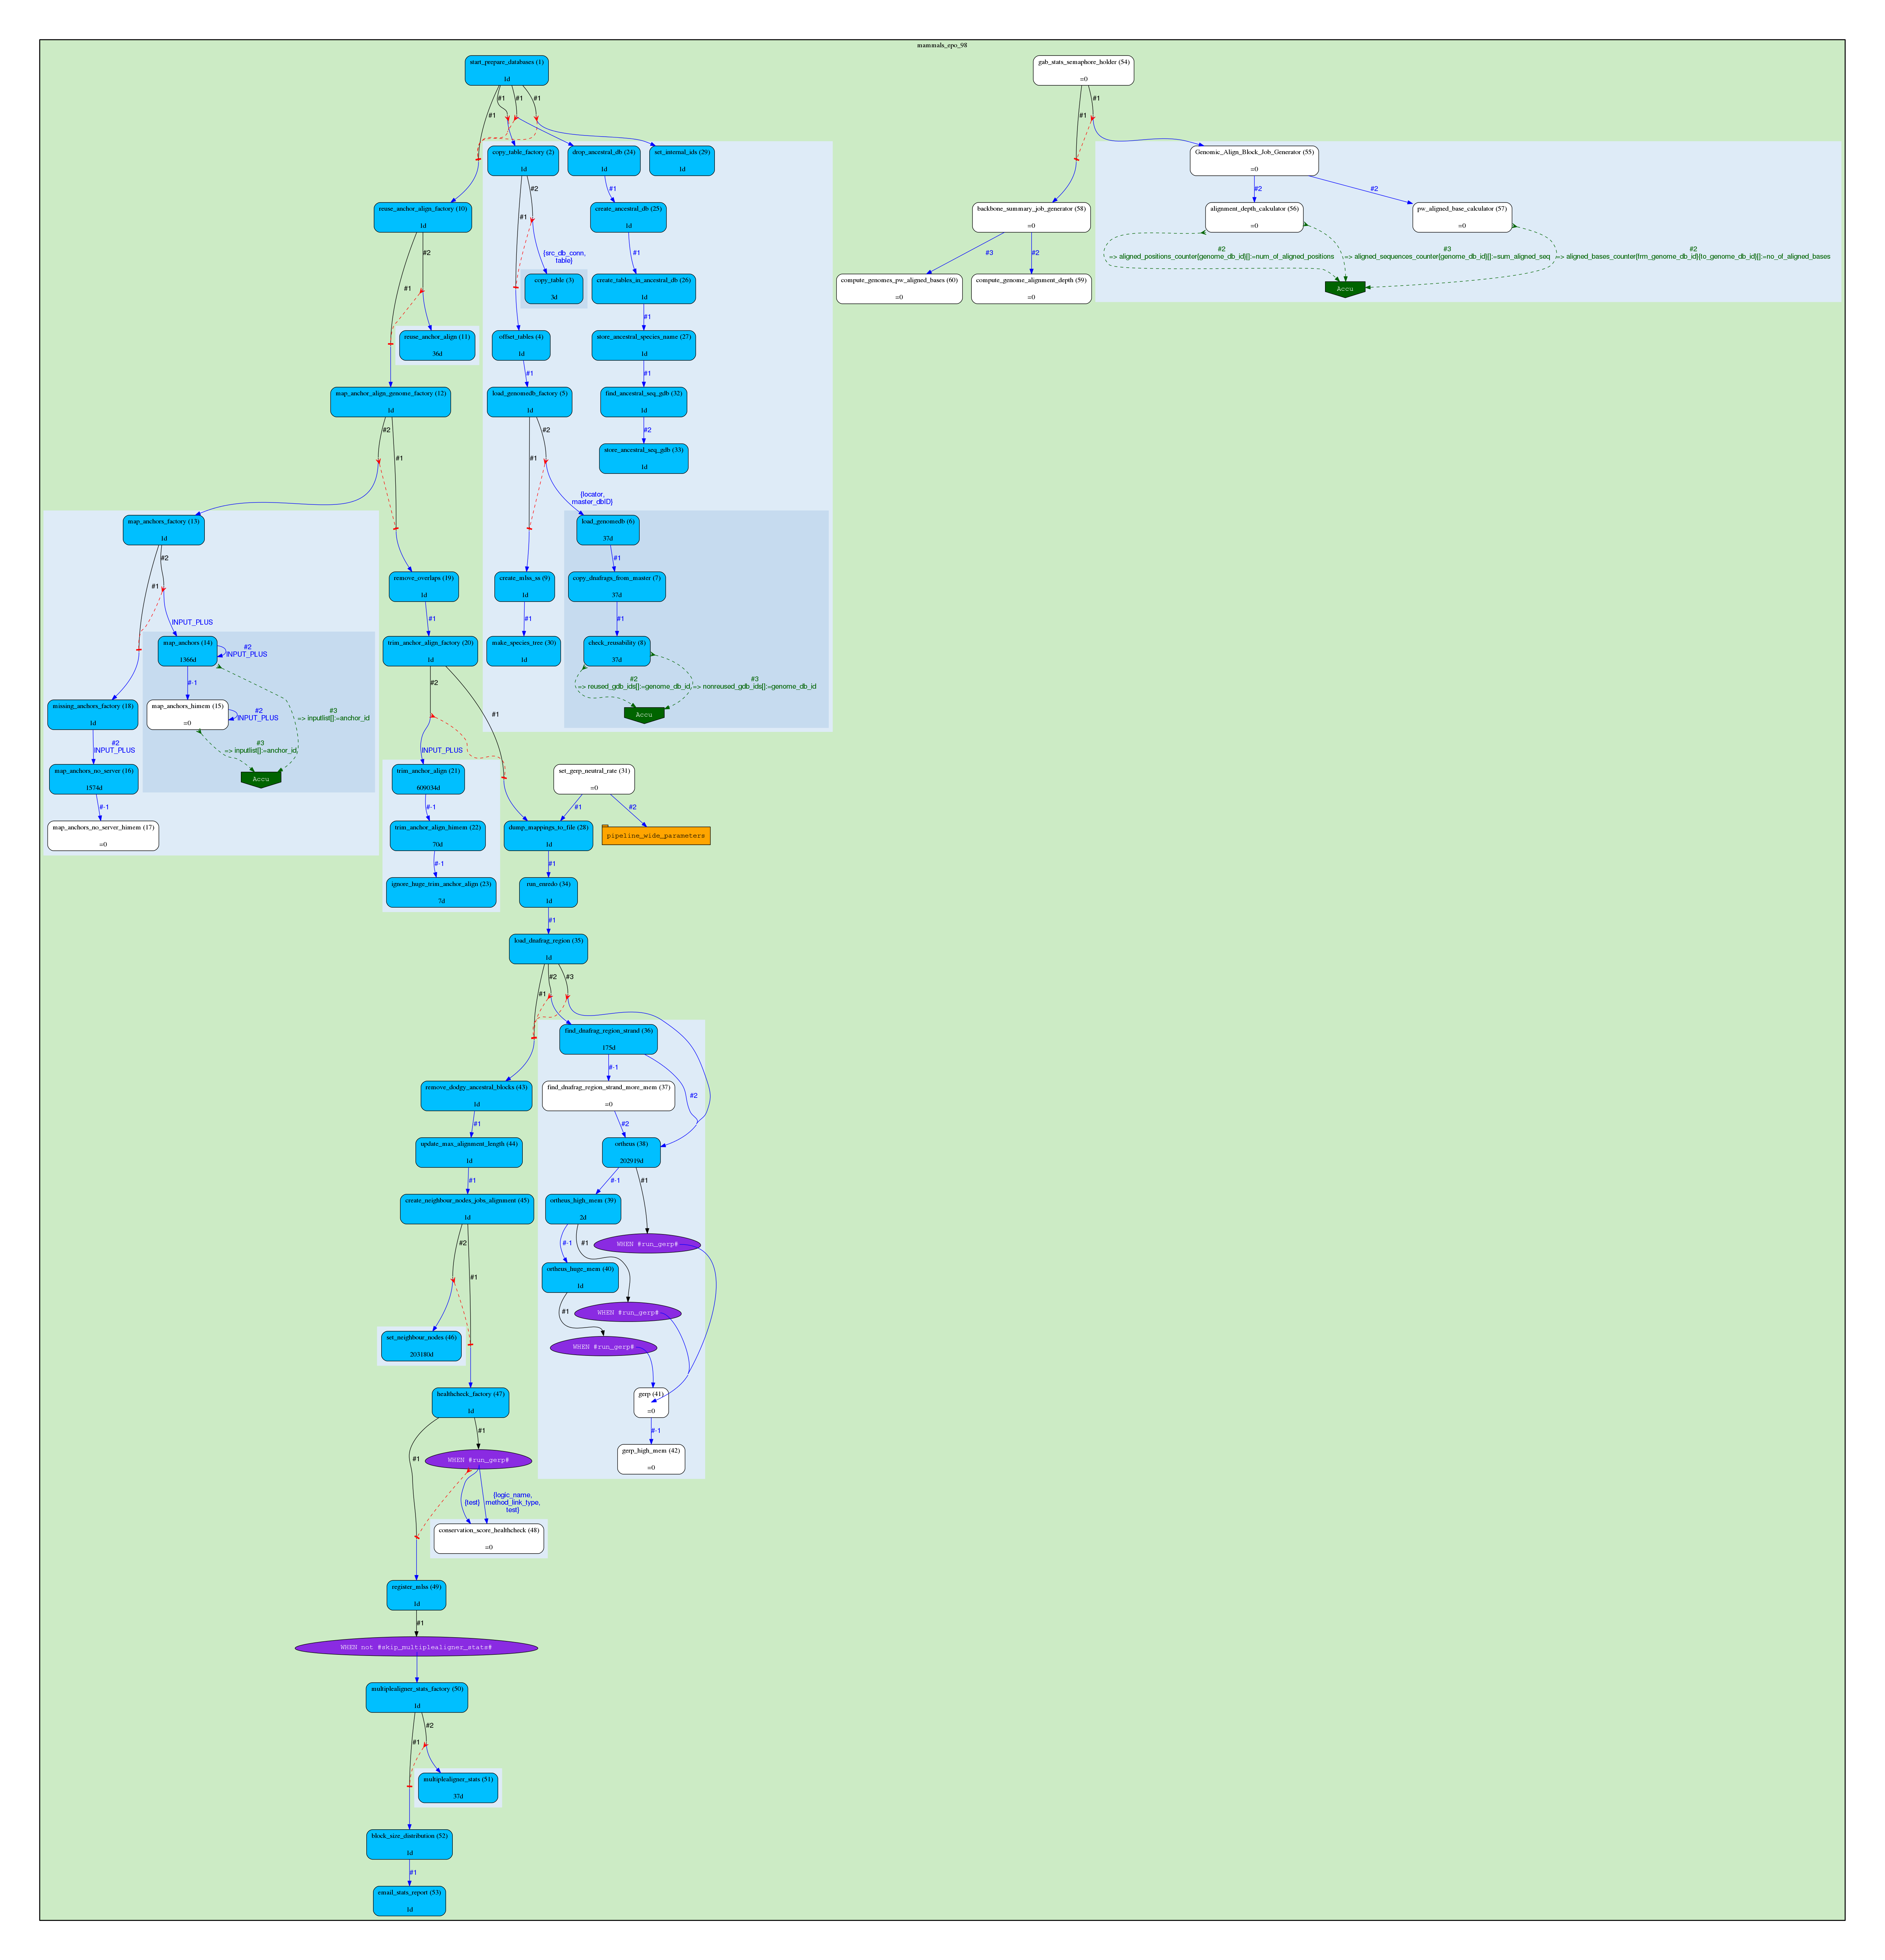 mammals_epo_98
start_prepare_databases (1)
1d
gab_stats_semaphore_holder (54)
=0
#1
#1
#1
#1
#1
#1
copy_table_factory (2)
1d
drop_ancestral_db (24)
1d
set_internal_ids (29)
1d
Genomic_Align_Block_Job_Generator (55)
=0
#2
#1
#2
#2
reuse_anchor_align_factory (10)
1d
create_ancestral_db (25)
1d
backbone_summary_job_generator (58)
=0
alignment_depth_calculator (56)
=0
pw_aligned_base_calculator (57)
=0
#1
#2
#1
{src_db_conn,
table}
#1
#3
#2
#2
=> aligned_positions_counter{genome_db_id}[]:=num_of_aligned_positions
#3
=> aligned_sequences_counter{genome_db_id}[]:=sum_aligned_seq
#2
=> aligned_bases_counter{frm_genome_db_id}{to_genome_db_id}[]:=no_of_aligned_bases
copy_table (3)
3d
create_tables_in_ancestral_db (26)
1d
compute_genomes_pw_aligned_bases (60)
=0
compute_genome_alignment_depth (59)
=0
Accu
#1
reuse_anchor_align (11)
36d
offset_tables (4)
1d
store_ancestral_species_name (27)
1d
#1
#1
map_anchor_align_genome_factory (12)
1d
load_genomedb_factory (5)
1d
find_ancestral_seq_gdb (32)
1d
#2
#2
#2
#1
#1
store_ancestral_seq_gdb (33)
1d
{locator,
master_dbID}
map_anchors_factory (13)
1d
load_genomedb (6)
37d
#2
#1
#1
remove_overlaps (19)
1d
create_mlss_ss (9)
1d
copy_dnafrags_from_master (7)
37d
INPUT_PLUS
#1
#1
#1
map_anchors (14)
1366d
#2
INPUT_PLUS
trim_anchor_align_factory (20)
1d
make_species_tree (30)
1d
check_reusability (8)
37d
#-1
#2
#2
=> reused_gdb_ids[]:=genome_db_id
#3
=> nonreused_gdb_ids[]:=genome_db_id
missing_anchors_factory (18)
1d
map_anchors_himem (15)
=0
#2
INPUT_PLUS
#3
=> inputlist[]:=anchor_id
#1
Accu
#2
INPUT_PLUS
#3
=> inputlist[]:=anchor_id
INPUT_PLUS
map_anchors_no_server (16)
1574d
Accu
trim_anchor_align (21)
609034d
set_gerp_neutral_rate (31)
=0
#-1
#-1
#1
#2
map_anchors_no_server_himem (17)
=0
trim_anchor_align_himem (22)
70d
dump_mappings_to_file (28)
1d
pipeline_wide_parameters
#-1
#1
ignore_huge_trim_anchor_align (23)
7d
run_enredo (34)
1d
#1
load_dnafrag_region (35)
1d
#2
#3
#1
find_dnafrag_region_strand (36)
175d
#-1
remove_dodgy_ancestral_blocks (43)
1d
find_dnafrag_region_strand_more_mem (37)
=0
#2
#1
#2
update_max_alignment_length (44)
1d
ortheus (38)
202919d
#1
#-1
#1
create_neighbour_nodes_jobs_alignment (45)
1d
ortheus_high_mem (39)
2d
#2
#-1
#1
WHEN #run_gerp#
#1
ortheus_huge_mem (40)
1d
#1
WHEN #run_gerp#
set_neighbour_nodes (46)
203180d
WHEN #run_gerp#
healthcheck_factory (47)
1d
gerp (41)
=0
#1
#-1
#1
WHEN #run_gerp#
gerp_high_mem (42)
=0
{test}
{logic_name,
method_link_type,
test}
conservation_score_healthcheck (48)
=0
register_mlss (49)
1d
#1
WHEN not #skip_multiplealigner_stats#
multiplealigner_stats_factory (50)
1d
#2
#1
multiplealigner_stats (51)
37d
block_size_distribution (52)
1d
#1
email_stats_report (53)
1d